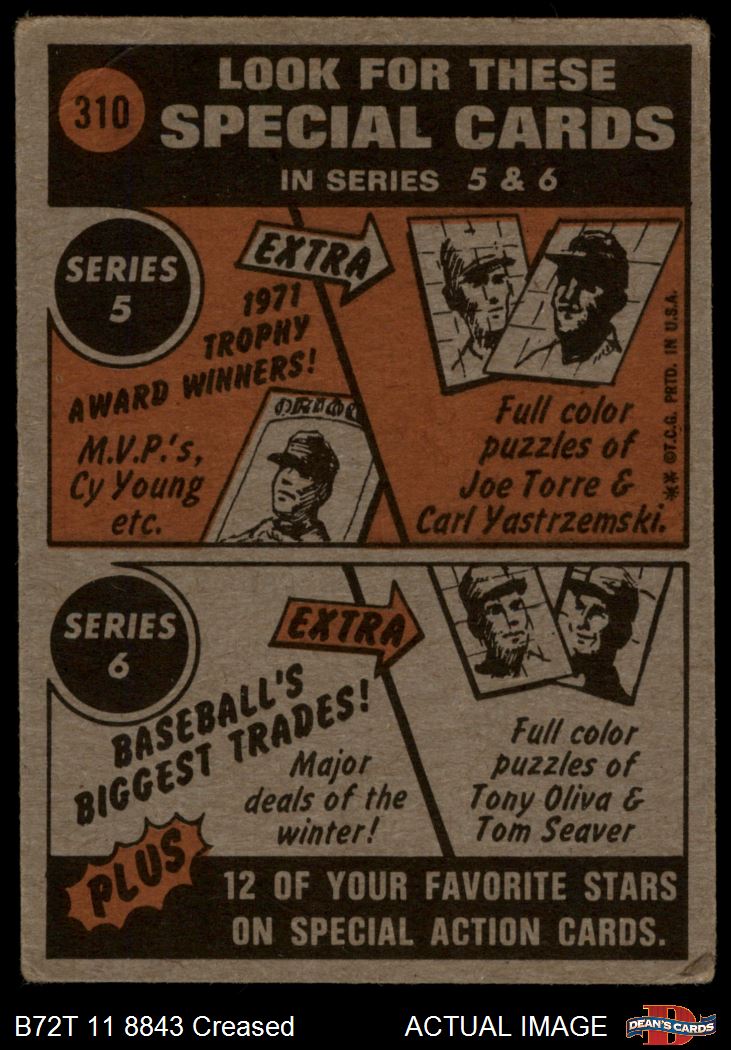 310
LOOK FOR THESE
SPECIAL CARDS
IN SERIES 5 & 6
SERIES
5
EXTRA
1971
TROPHY
AWARD WINNERS!
M.V.P.'s,
Cy Young
etc.
Full color
puzzles of
Joe Torre &
Carl Yastrzemski.
** ©T.C.G. PRTD. IN U.S.A.
SERIES
6
EXTRA
BASEBALL'S
BIGGEST TRADES!
Major
deals of the
winter!
Full color
puzzles of
Tony Oliva &
Tom Seaver
PLUS
12 OF YOUR FAVORITE STARS
ON SPECIAL ACTION CARDS.
B72T 11 8843 Creased
ACTUAL IMAGE
DEAN'S CARDS